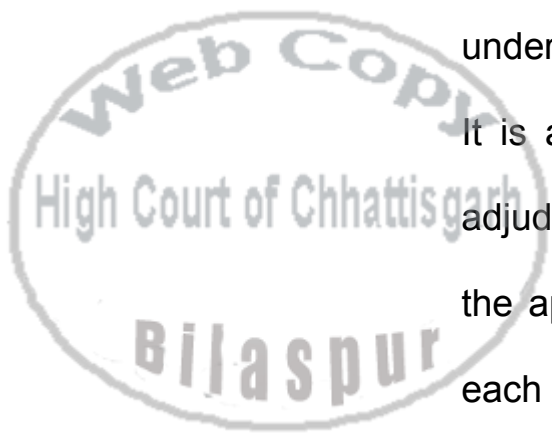 Web Copy
High Court of Chhattisgarh
Bilaspur
under
It is a
adjud
the ap
each